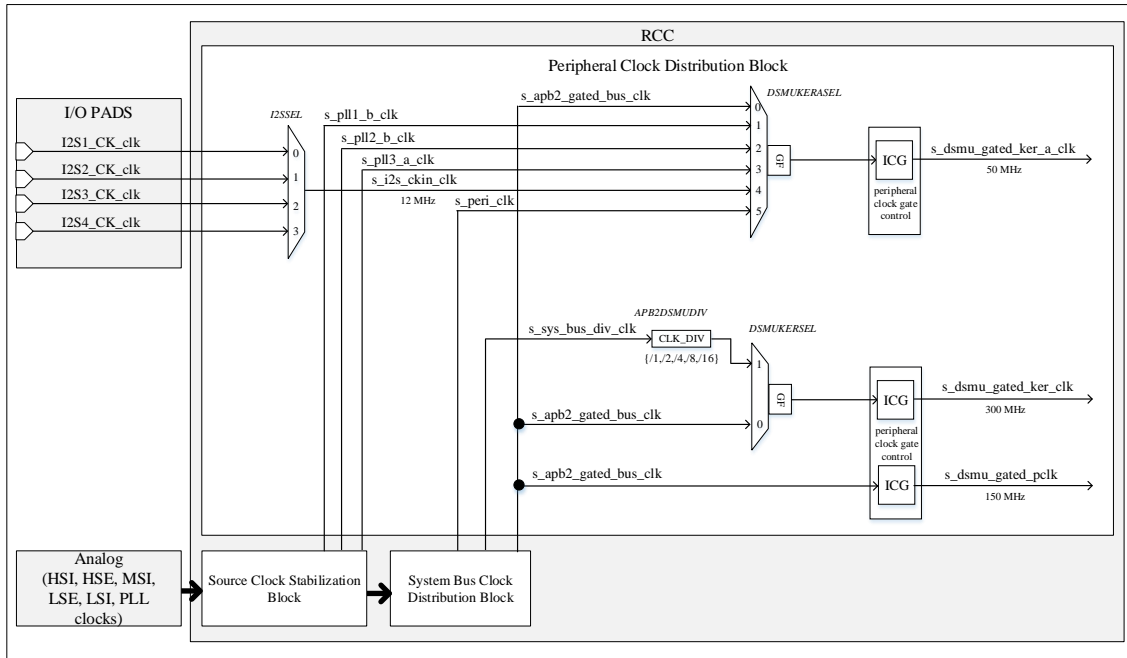 RCC
Peripheral Clock Distribution Block
I/O PADS
I2S1_CK_clk
I2S2_CK_clk
I2S3_CK_clk
I2S4_CK_clk
I2SSEL
0
1
2
3
s_apb2_gated_bus_clk
s_pll1_b_clk
s_pll2_b_clk
s_pll3_a_clk
s_i2s_ckin_clk
12 MHz
s_peri_clk
DSMUKERASEL
0
1
2
3
4
5
GF
ICG
peripheral
clock gate
control
s_dsmu_gated_ker_a_clk
50 MHz
s_sys_bus_div_clk
APB2DSMUDIV
CLK_DIV
{/1,/2,/4,/8,/16}
DSMUKERSEL
1
0
GF
s_apb2_gated_bus_clk
ICG
peripheral
clock gate
control
s_dsmu_gated_ker_clk
300 MHz
s_apb2_gated_bus_clk
ICG
s_dsmu_gated_pclk
150 MHz
Analog
(HSI, HSE, MSI,
LSE, LSI, PLL
clocks)
Source Clock Stabilization
Block
System Bus Clock
Distribution Block